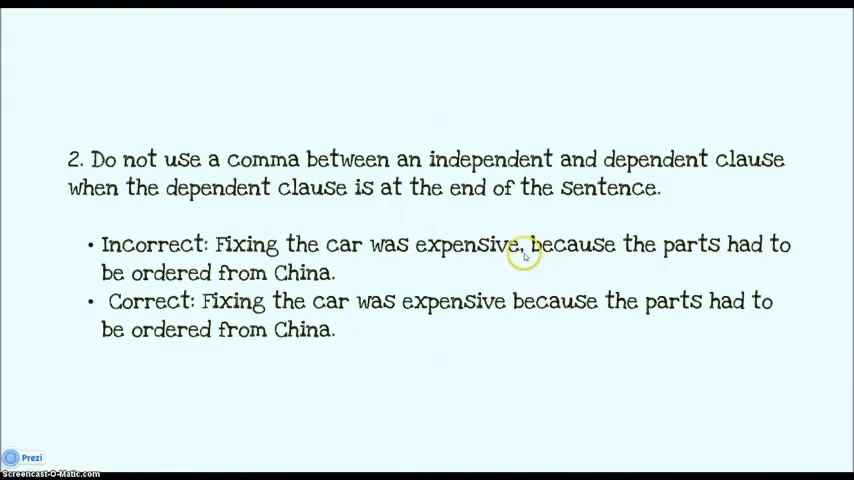 2. Do not use a comma between an independent and dependent clause
when the dependent clause is at the end of the sentence.
• Incorrect: Fixing the car was expensive, because the parts had to
be ordered from China.
• Correct: Fixing the car was expensive because the parts had to
be ordered from China.
Prezi
Screencast-O-Matic.com